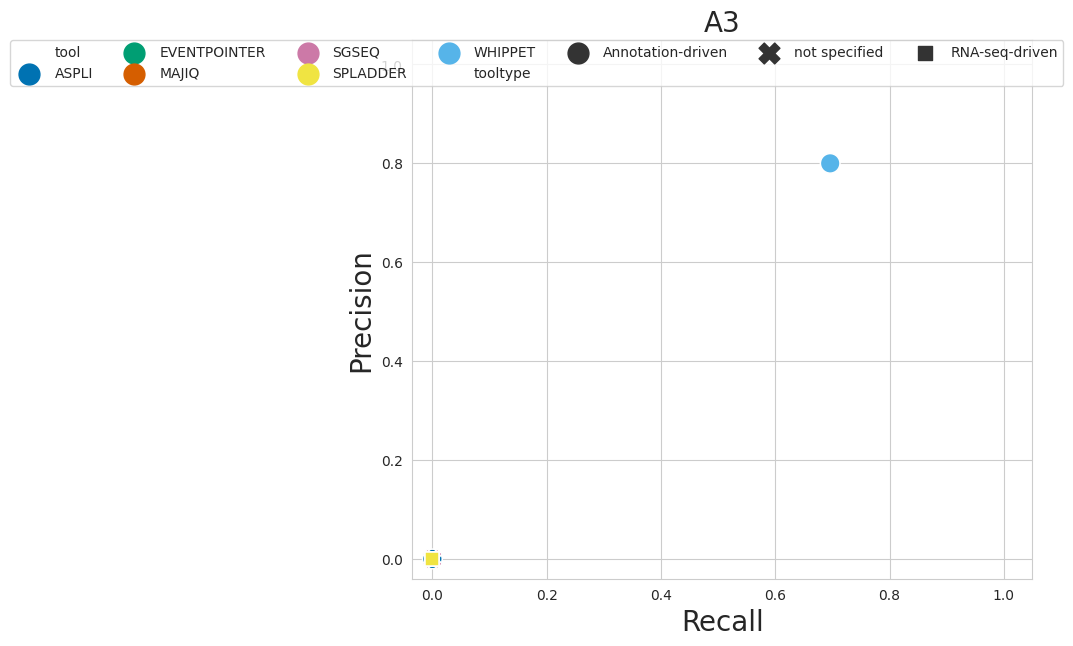 A3
tool EVENTPOINTER SGSEQ WHIPPET Annotation-driven not specified RNA-seq-driven
ASPLI MAJIQ SPLADDER tooltype
1.0
0.8
0.6
0.4
0.2
0.0
Precision
0.0 0.2 0.4 0.6 0.8 1.0
Recall